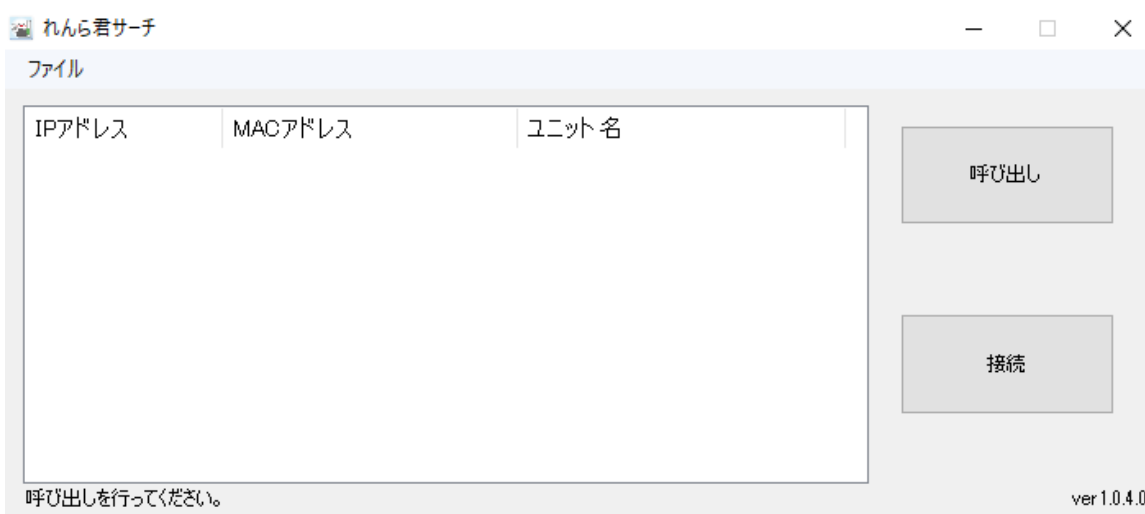 れんら君サーチ
ファイル
IPアドレス MACアドレス ユニット名
呼び出し
接続
呼び出しを行ってください。
ver1.0.4.0